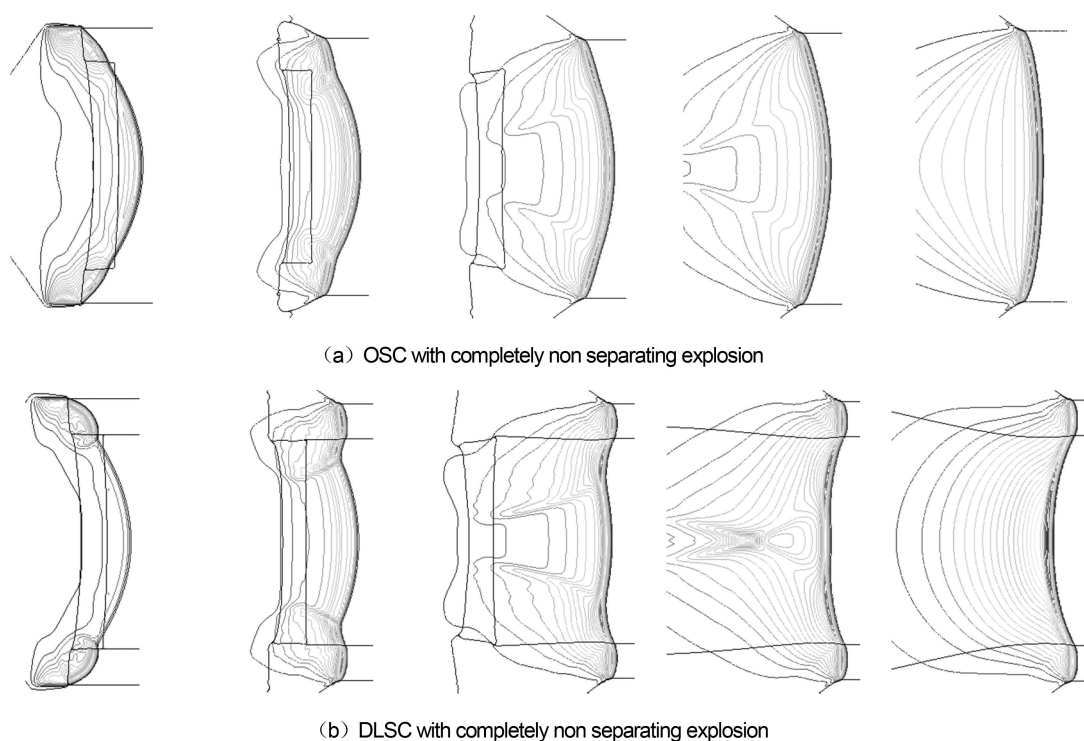 （a）OSC with completely non separating explosion
（b）DLSC with completely non separating explosion